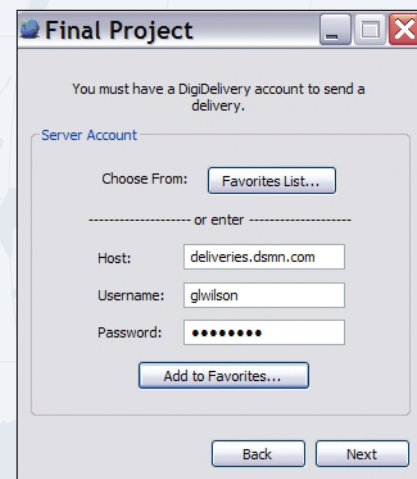 Final Project
You must have a DigiDelivery account to send a
delivery.
Server Account
Choose From: Favorites List...
-------------------- or enter --------------------
Host: deliveries.dsmn.com
Username: glwilson
Password: ●●●●●●●●
Add to Favorites...
Back Next